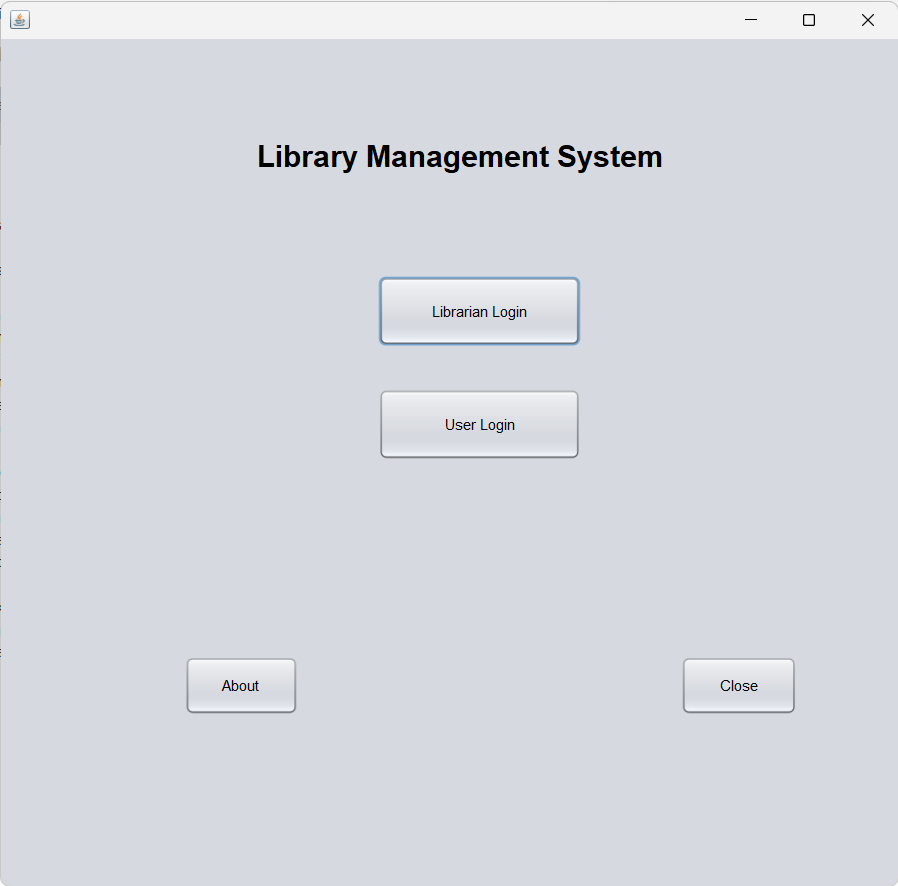 Library Management System
Librarian Login
User Login
About
Close